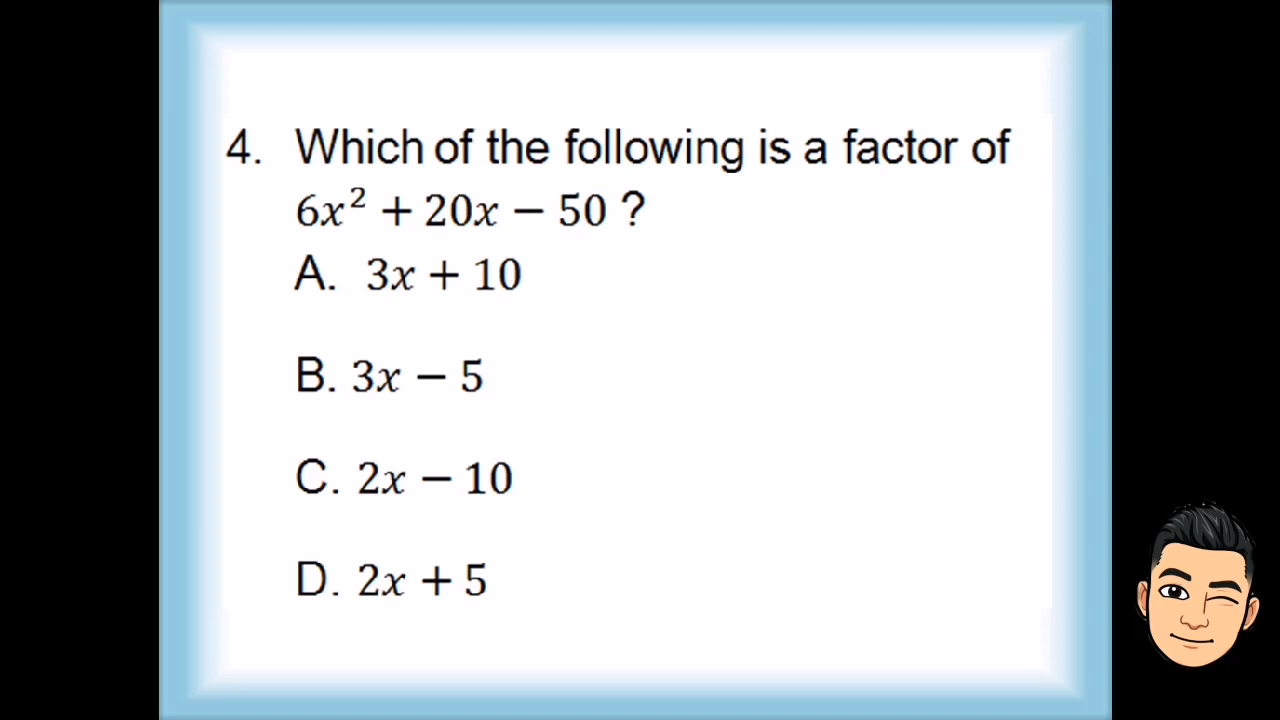 4. Which of the following is a factor of
6x² + 20x − 50 ?
A. 3x + 10
B. 3x − 5
C. 2x − 10
D. 2x + 5